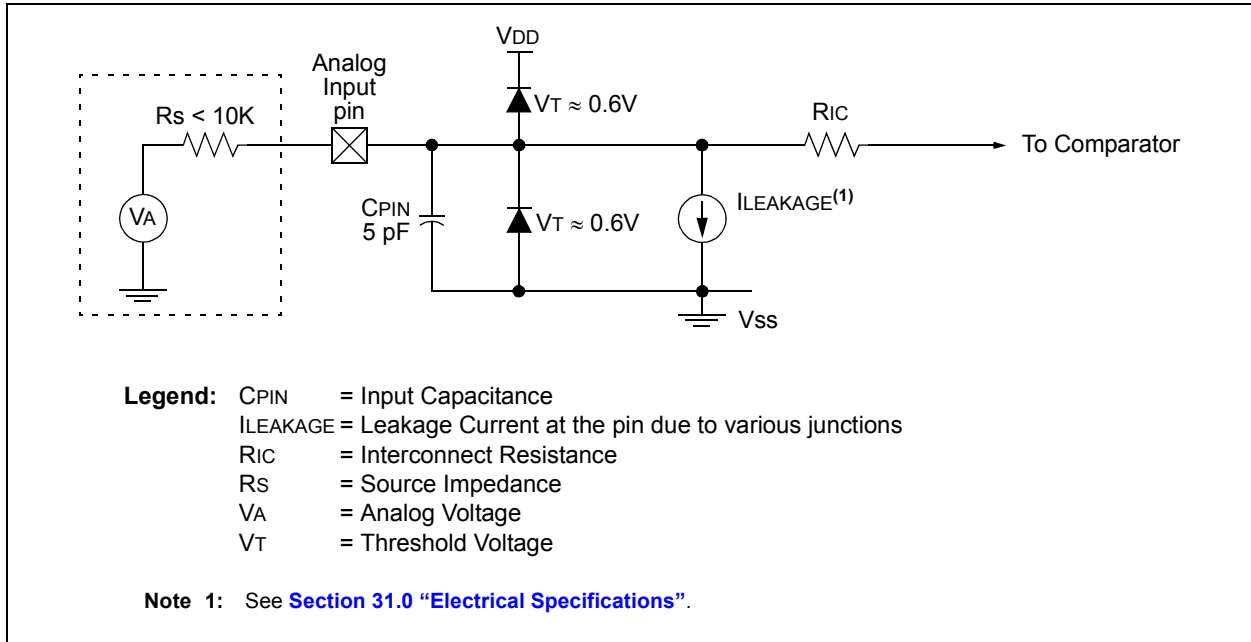 VDD
Analog
Input
pin
VT ≈ 0.6V
Rs < 10K
RIC
To Comparator
VA
CPIN
5 pF
VT ≈ 0.6V
ILEAKAGE(1)
Vss
Legend: CPIN = Input Capacitance
ILEAKAGE = Leakage Current at the pin due to various junctions
RIC = Interconnect Resistance
RS = Source Impedance
VA = Analog Voltage
VT = Threshold Voltage
Note 1: See Section 31.0 “Electrical Specifications”.